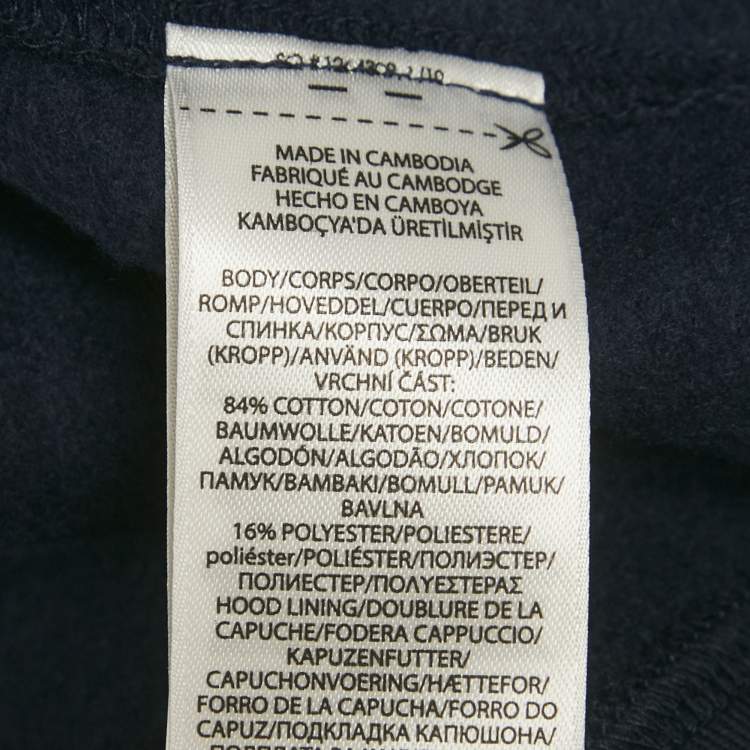 MADE IN CAMBODIA
FABRIQUÉ AU CAMBODGE
HECHO EN CAMBOYA
KAMBOÇYA'DA ÜRETİLMİŞTİR
BODY/CORPS/CORPO/OBERTEIL/
ROMP/HOVEDDEL/CUERPO/ПЕРЕД И
СПИНКА/КОРПУС/ΣΩΜΑ/BRUK
(KROPP)/ANVÄND (KROPP)/BEDEN/
VRCHNÍ ČÁST:
84% COTTON/COTON/COTONE/
BAUMWOLLE/KATOEN/BOMULD/
ALGODÓN/ALGODÃO/ХЛОПОК/
ПАМУК/BAMBAKI/BOMULL/PAMUK/
BAVLNA
16% POLYESTER/POLIESTERE/
poliéster/POLIÉSTER/ПОЛИЭСТЕР/
ПОЛИЕСТЕР/ΠΟΛΥΕΣΤΕΡΑΣ
HOOD LINING/DOUBLURE DE LA
CAPUCHE/FODERA CAPPUCCIO/
KAPUZENFUTTER/
CAPUCHONVOERING/HÆTTEFOR/
FORRO DE LA CAPUCHA/FORRO DO
CAPUZ/ПОДКЛАДКА КАПЮШОНА/